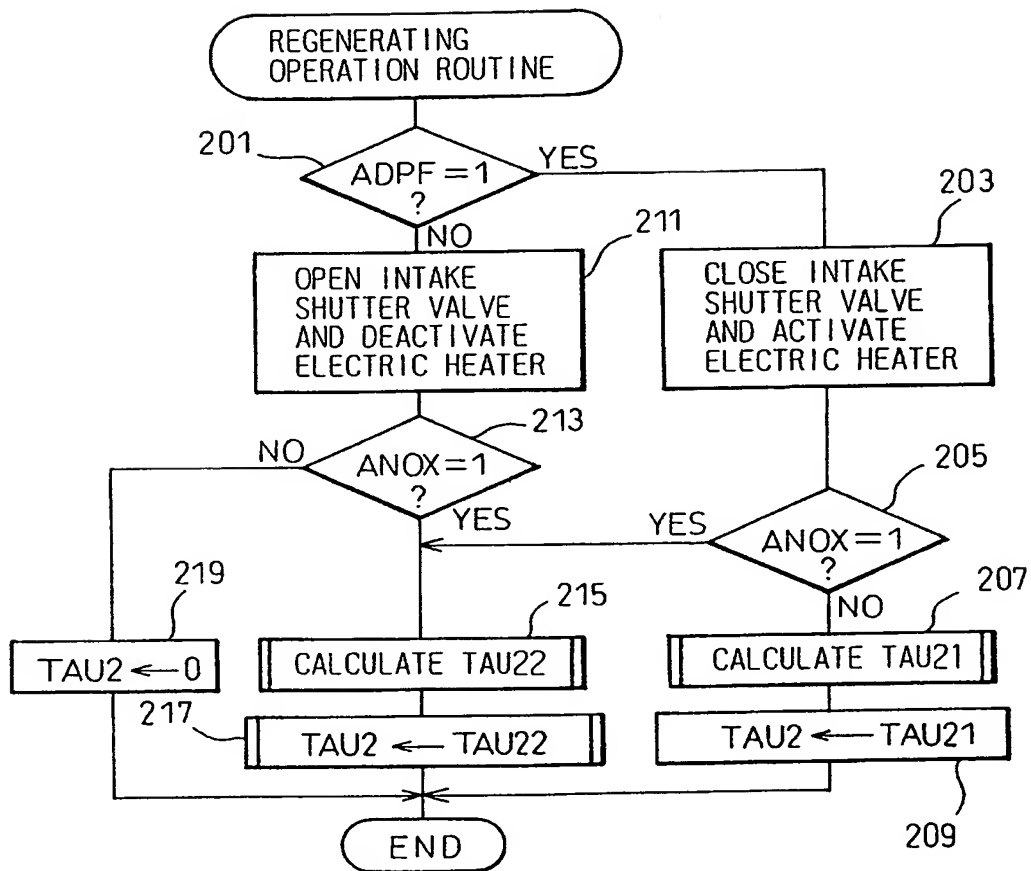 REGENERATING
OPERATION ROUTINE
201
ADPF=1
?
YES
NO
203
CLOSE INTAKE
SHUTTER VALVE
AND ACTIVATE
ELECTRIC HEATER
211
OPEN INTAKE
SHUTTER VALVE
AND DEACTIVATE
ELECTRIC HEATER
213
NO
ANOX=1
?
YES
205
YES
ANOX=1
?
NO
219
TAU2←0
215
CALCULATE TAU22
207
CALCULATE TAU21
217
TAU2 ← TAU22
TAU2 ← TAU21
209
END